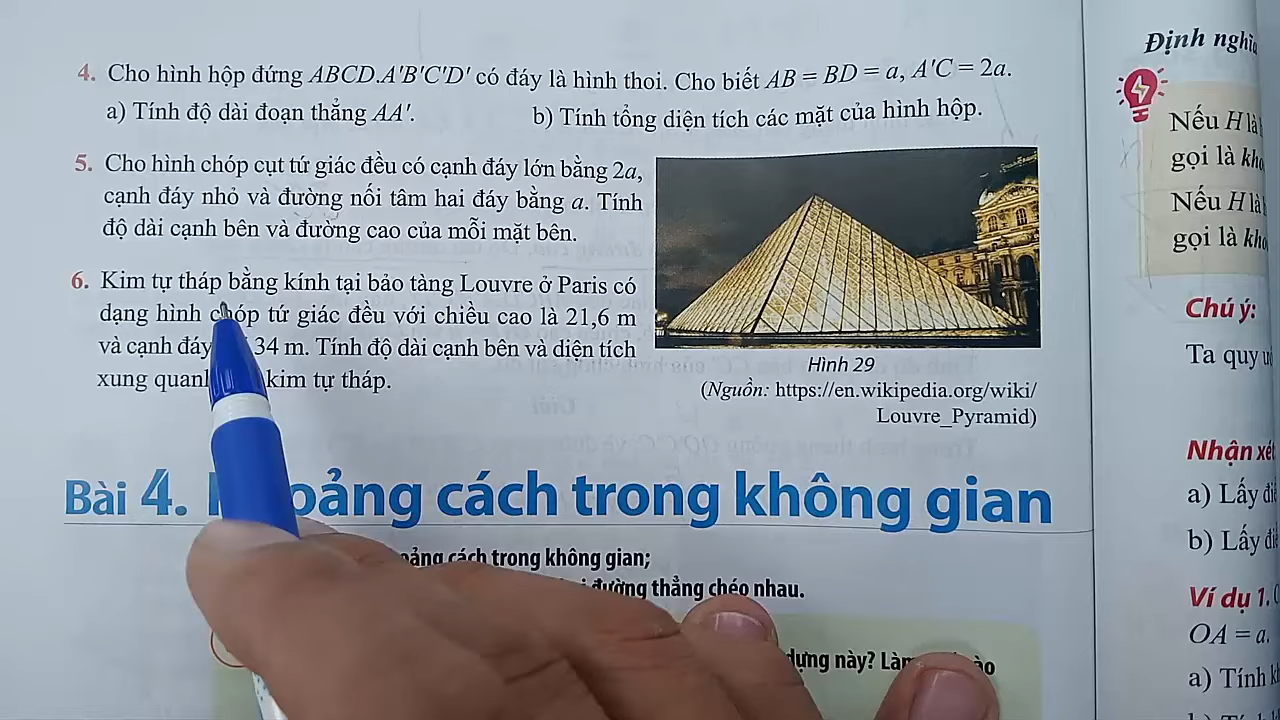 4. Cho hình hộp đứng ABCD.A'B'C'D' có đáy là hình thoi. Cho biết AB = BD = a, A'C = 2a.
a) Tính độ dài đoạn thẳng AA'. b) Tính tổng diện tích các mặt của hình hộp.
5. Cho hình chóp cụt tứ giác đều có cạnh đáy lớn bằng 2a,
cạnh đáy nhỏ và đường nối tâm hai đáy bằng a. Tính
độ dài cạnh bên và đường cao của mỗi mặt bên.
6. Kim tự tháp bằng kính tại bảo tàng Louvre ở Paris có
dạng hình chóp tứ giác đều với chiều cao là 21,6 m
và cạnh đáy 34 m. Tính độ dài cạnh bên và diện tích
xung quanh kim tự tháp.
Hình 29
(Nguồn: https://en.wikipedia.org/wiki/
Louvre_Pyramid)
Bài 4. Khoảng cách trong không gian
cách trong không gian;
đường thẳng chéo nhau.
dựng này?
Định nghĩa
Nếu H là
gọi là
Nếu H là
gọi là
Chú ý:
Ta quy
Nhận xét
a) Lấy
b) Lấy
Ví dụ 1.
OA = a.
a) Tính